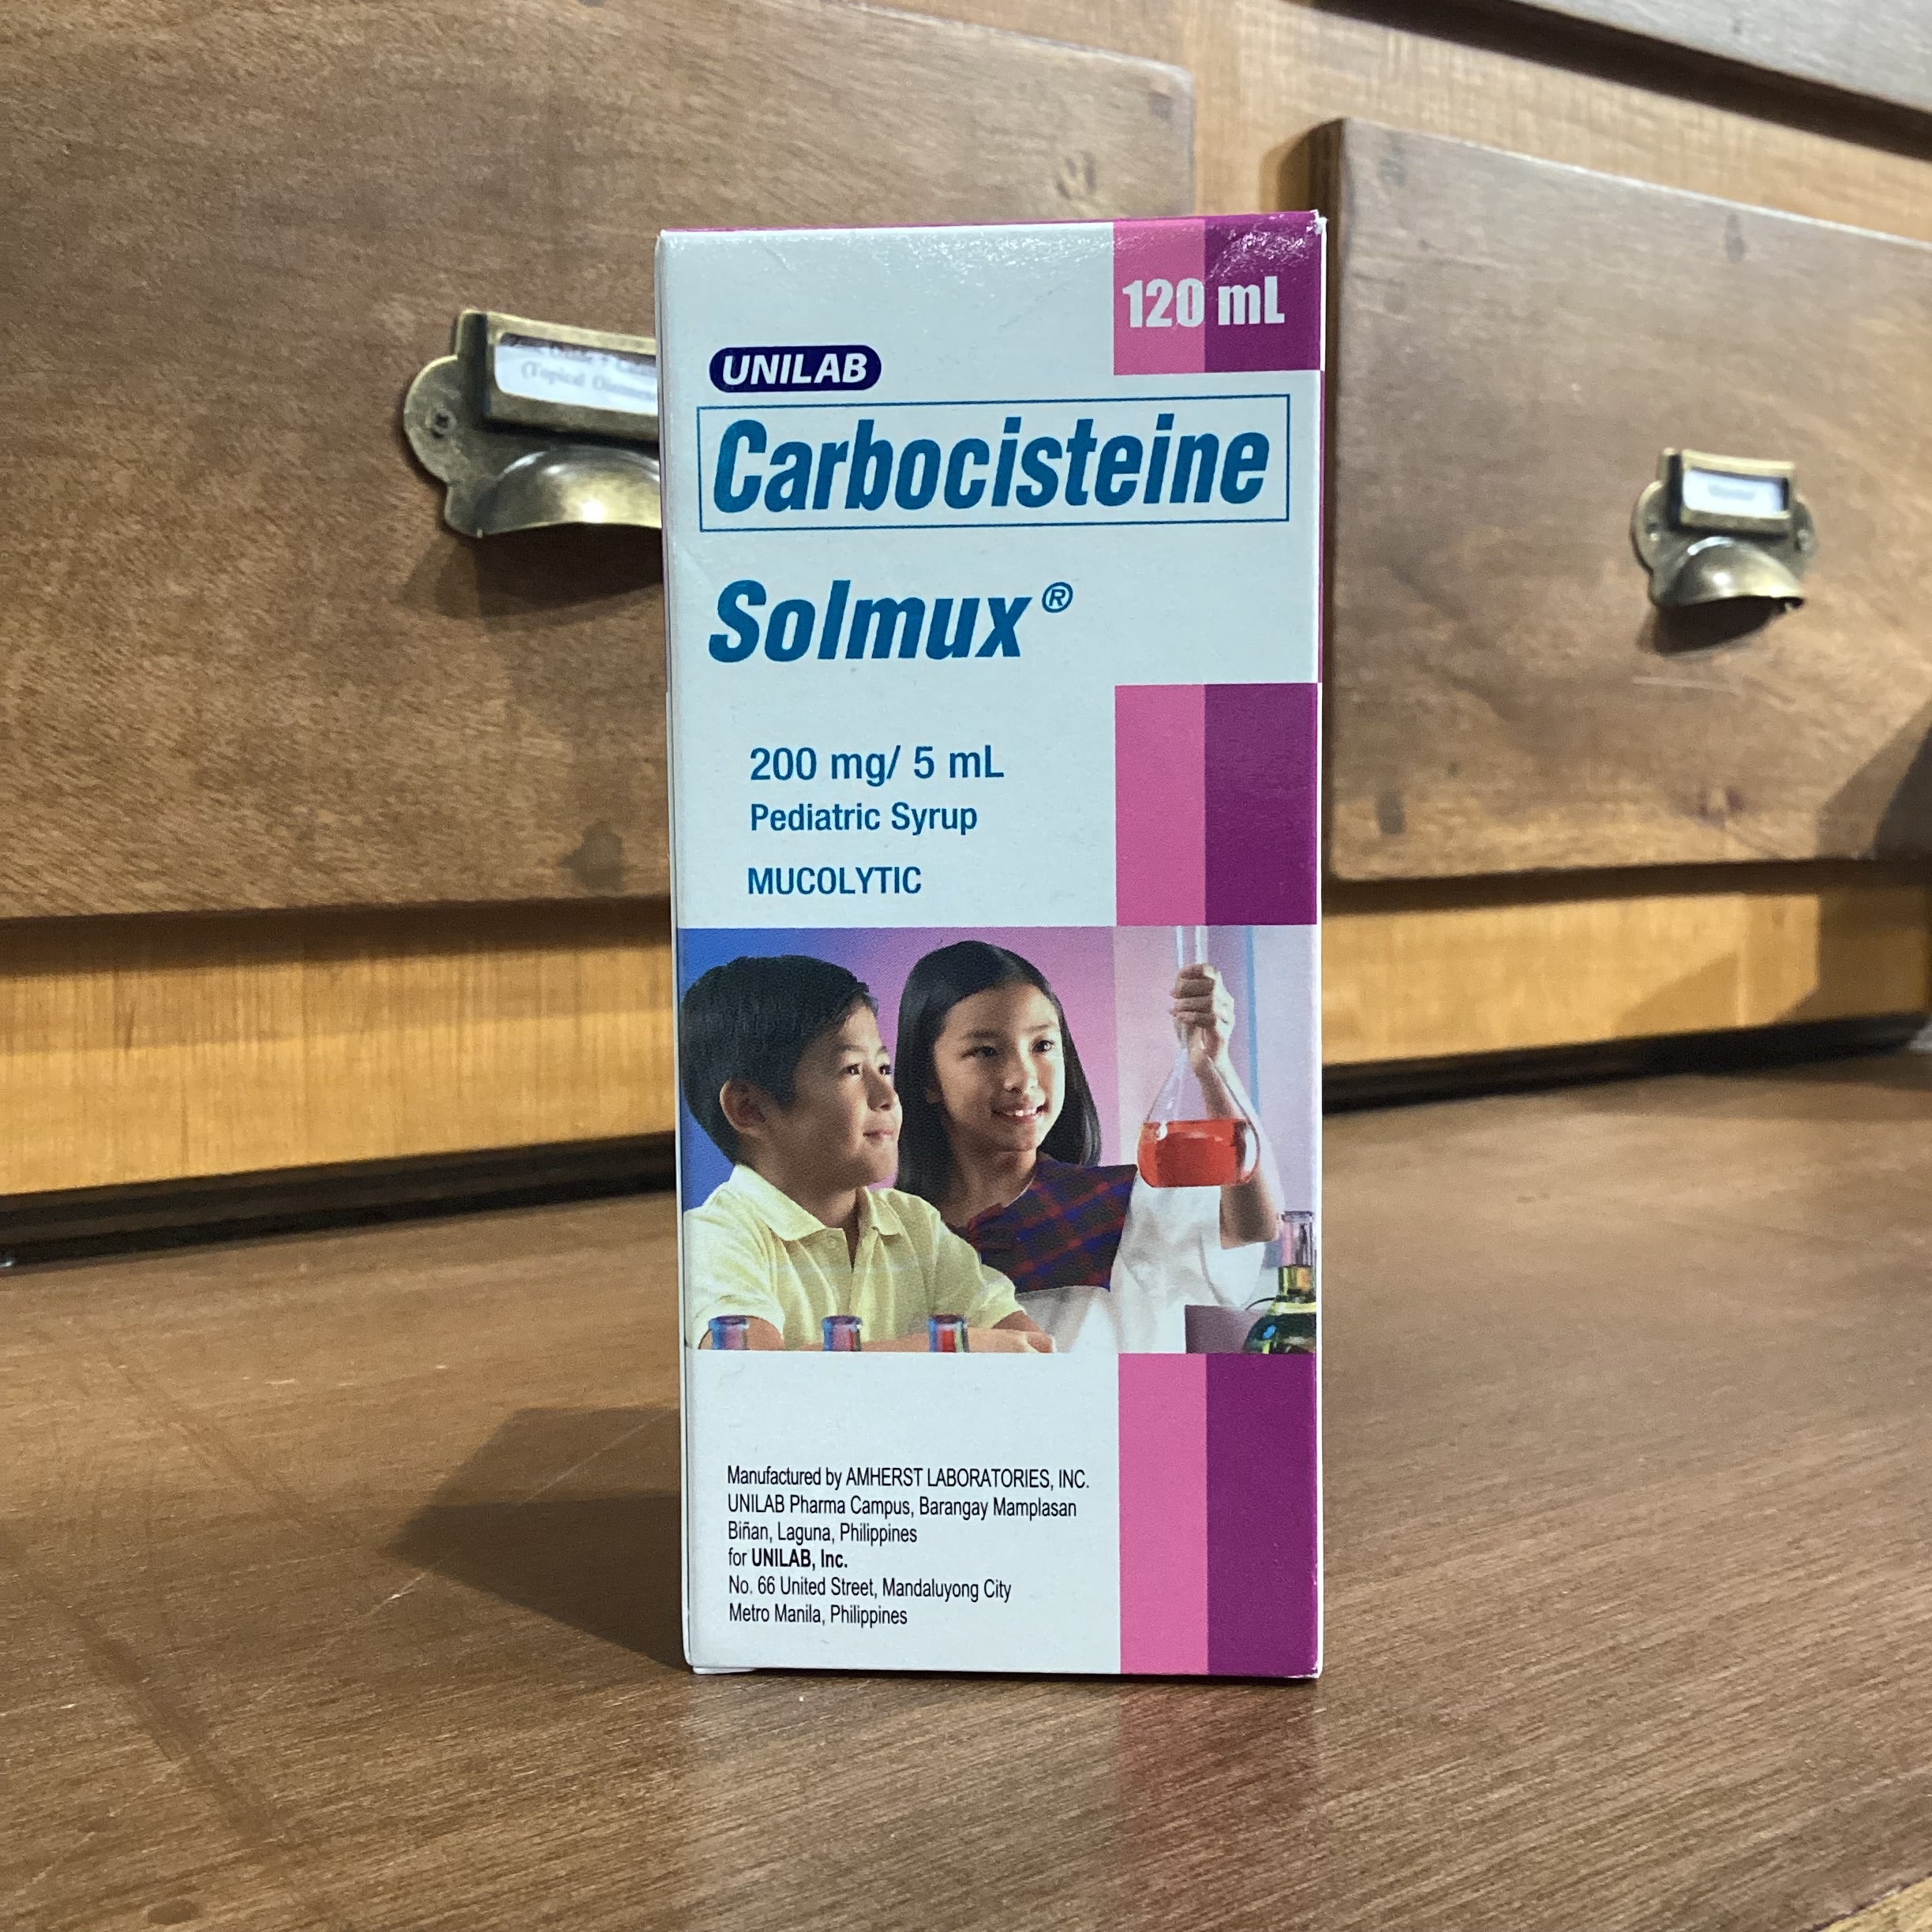 120 mL
UNILAB
Carbocisteine
Solmux®
200 mg/ 5 mL
Pediatric Syrup
MUCOLYTIC
Manufactured by AMHERST LABORATORIES, INC.
UNILAB Pharma Campus, Barangay Mamplasan
Biñan, Laguna, Philippines
for UNILAB, Inc.
No. 66 United Street, Mandaluyong City
Metro Manila, Philippines
(Topical